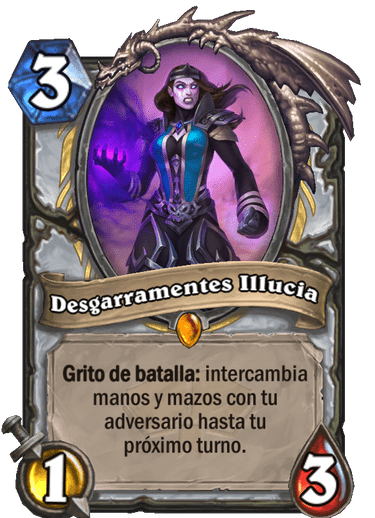 3
Desgarramentes Illucia
Grito de batalla: intercambia
manos y mazos con tu
adversario hasta tu
próximo turno.
1
3